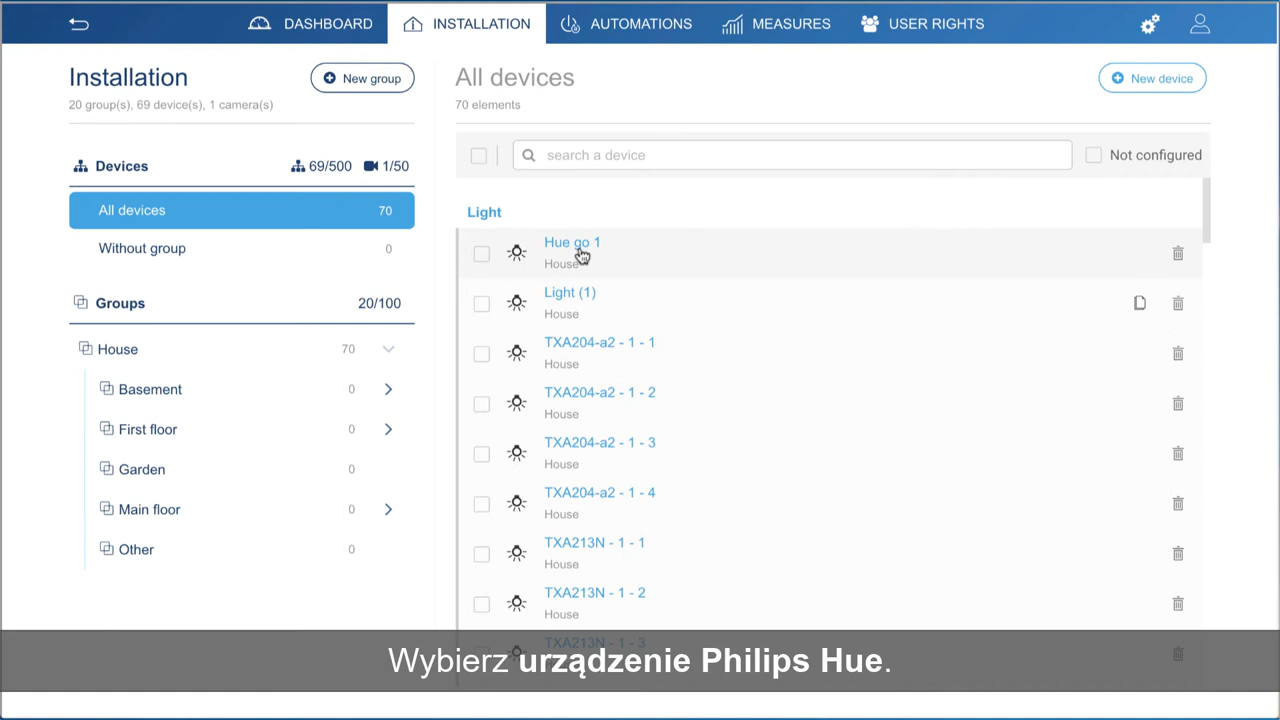 DASHBOARD INSTALLATION AUTOMATIONS MEASURES USER RIGHTS
Installation
New group
20 group(s), 69 device(s), 1 camera(s)
Devices 69/500 1/50
All devices 70
Without group 0
Groups 20/100
House 70
Basement 0
First floor 0
Garden 0
Main floor 0
Other 0
All devices
New device
70 elements
search a device
Not configured
Light
Hue go 1
House
Light (1)
House
TXA204-a2 - 1 - 1
House
TXA204-a2 - 1 - 2
House
TXA204-a2 - 1 - 3
House
TXA204-a2 - 1 - 4
House
TXA213N - 1 - 1
House
TXA213N - 1 - 2
House
TXA213N - 1 - 3
Wybierz urządzenie Philips Hue.